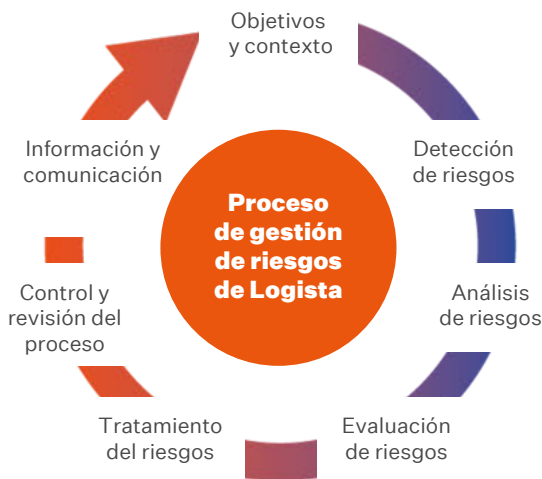 Objetivos
y contexto
Detección
de riesgos
Análisis
de riesgos
Evaluación
de riesgos
Tratamiento
del riesgos
Control y
revisión del
proceso
Información y
comunicación
Proceso
de gestión
de riesgos
de Logista